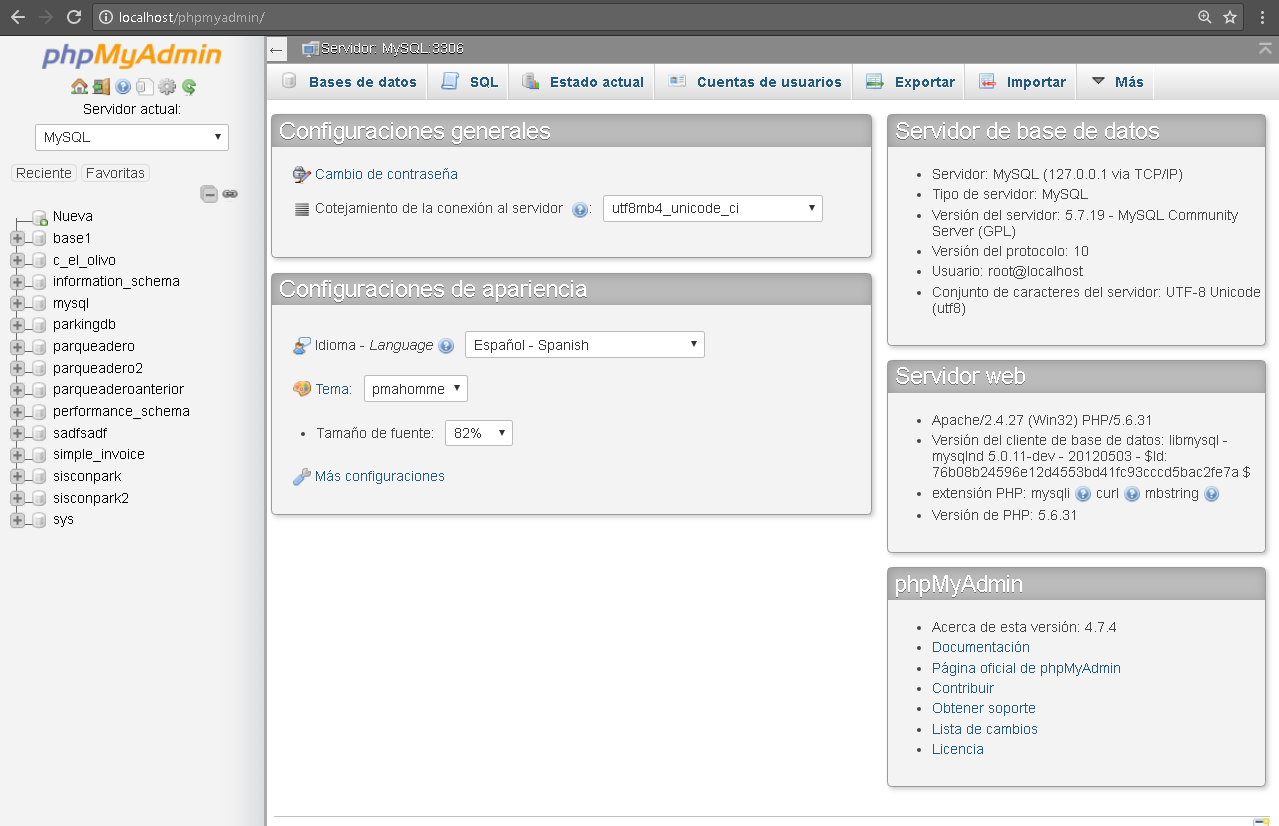 localhost/phpmyadmin/
phpMyAdmin
Servidor actual:
MySQL
Reciente Favoritas
Nueva
base1
c_el_olivo
information_schema
mysql
parkingdb
parqueadero
parqueadero2
parqueaderoanterior
performance_schema
sadfsadf
simple_invoice
sisconpark
sisconpark2
sys
Servidor: MySQL:3306
Bases de datos SQL Estado actual Cuentas de usuarios Exportar Importar Más
Configuraciones generales
Cambio de contraseña
Cotejamiento de la conexión al servidor : utf8mb4_unicode_ci
Configuraciones de apariencia
Idioma - Language Español - Spanish
Tema: pmahomme
Tamaño de fuente: 82%
Más configuraciones
Servidor de base de datos
Servidor: MySQL (127.0.0.1 via TCP/IP)
Tipo de servidor: MySQL
Versión del servidor: 5.7.19 - MySQL Community
Server (GPL)
Versión del protocolo: 10
Usuario: root@localhost
Conjunto de caracteres del servidor: UTF-8 Unicode
(utf8)
Servidor web
Apache/2.4.27 (Win32) PHP/5.6.31
Versión del cliente de base de datos: libmysql -
mysqlnd 5.0.11-dev - 20120503 - $Id:
76b08b24596e12d4553bd41fc93cccd5bac2fe7a $
extensión PHP: mysqli curl mbstring
Versión de PHP: 5.6.31
phpMyAdmin
Acerca de esta versión: 4.7.4
Documentación
Página oficial de phpMyAdmin
Contribuir
Obtener soporte
Lista de cambios
Licencia